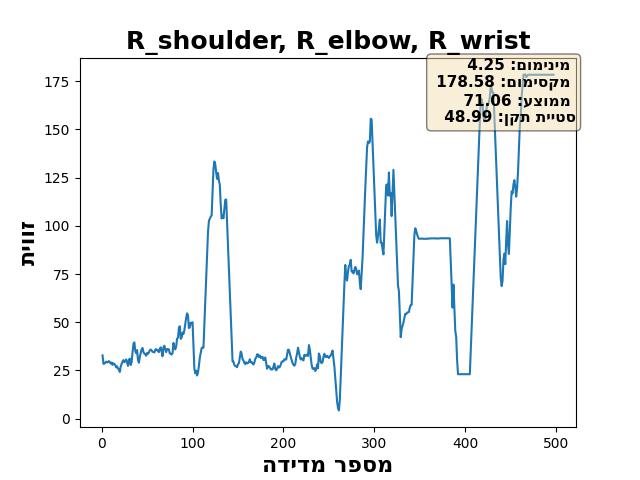 R_shoulder, R_elbow, R_wrist
מינימום: 4.25
מקסימום: 178.58
ממוצע: 71.06
סטיית תקן: 48.99
זווית
175
150
125
100
75
50
25
0
0 100 200 300 400 500
מספר מדידה